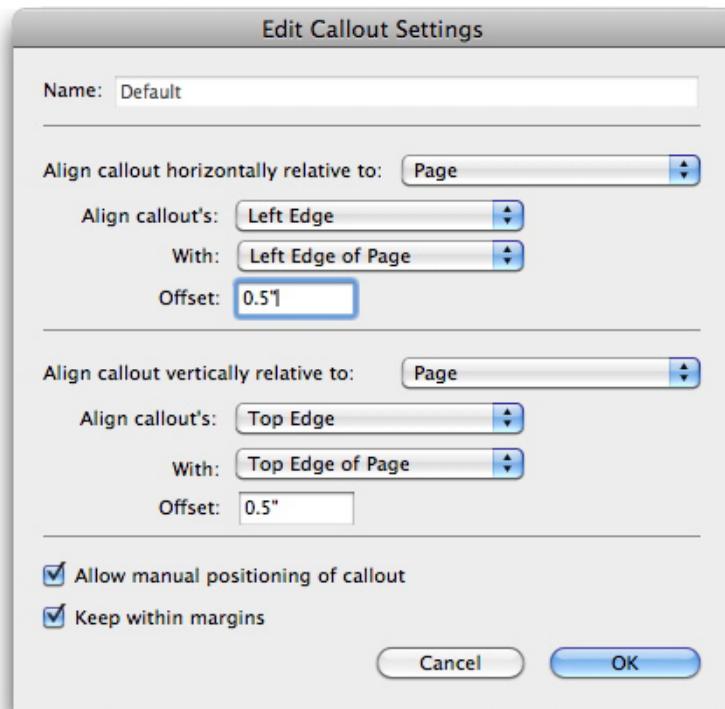 Edit Callout Settings
Name: Default
Align callout horizontally relative to: Page
Align callout's: Left Edge
With: Left Edge of Page
Offset: 0.5"
Align callout vertically relative to: Page
Align callout's: Top Edge
With: Top Edge of Page
Offset: 0.5"
Allow manual positioning of callout
Keep within margins
Cancel OK